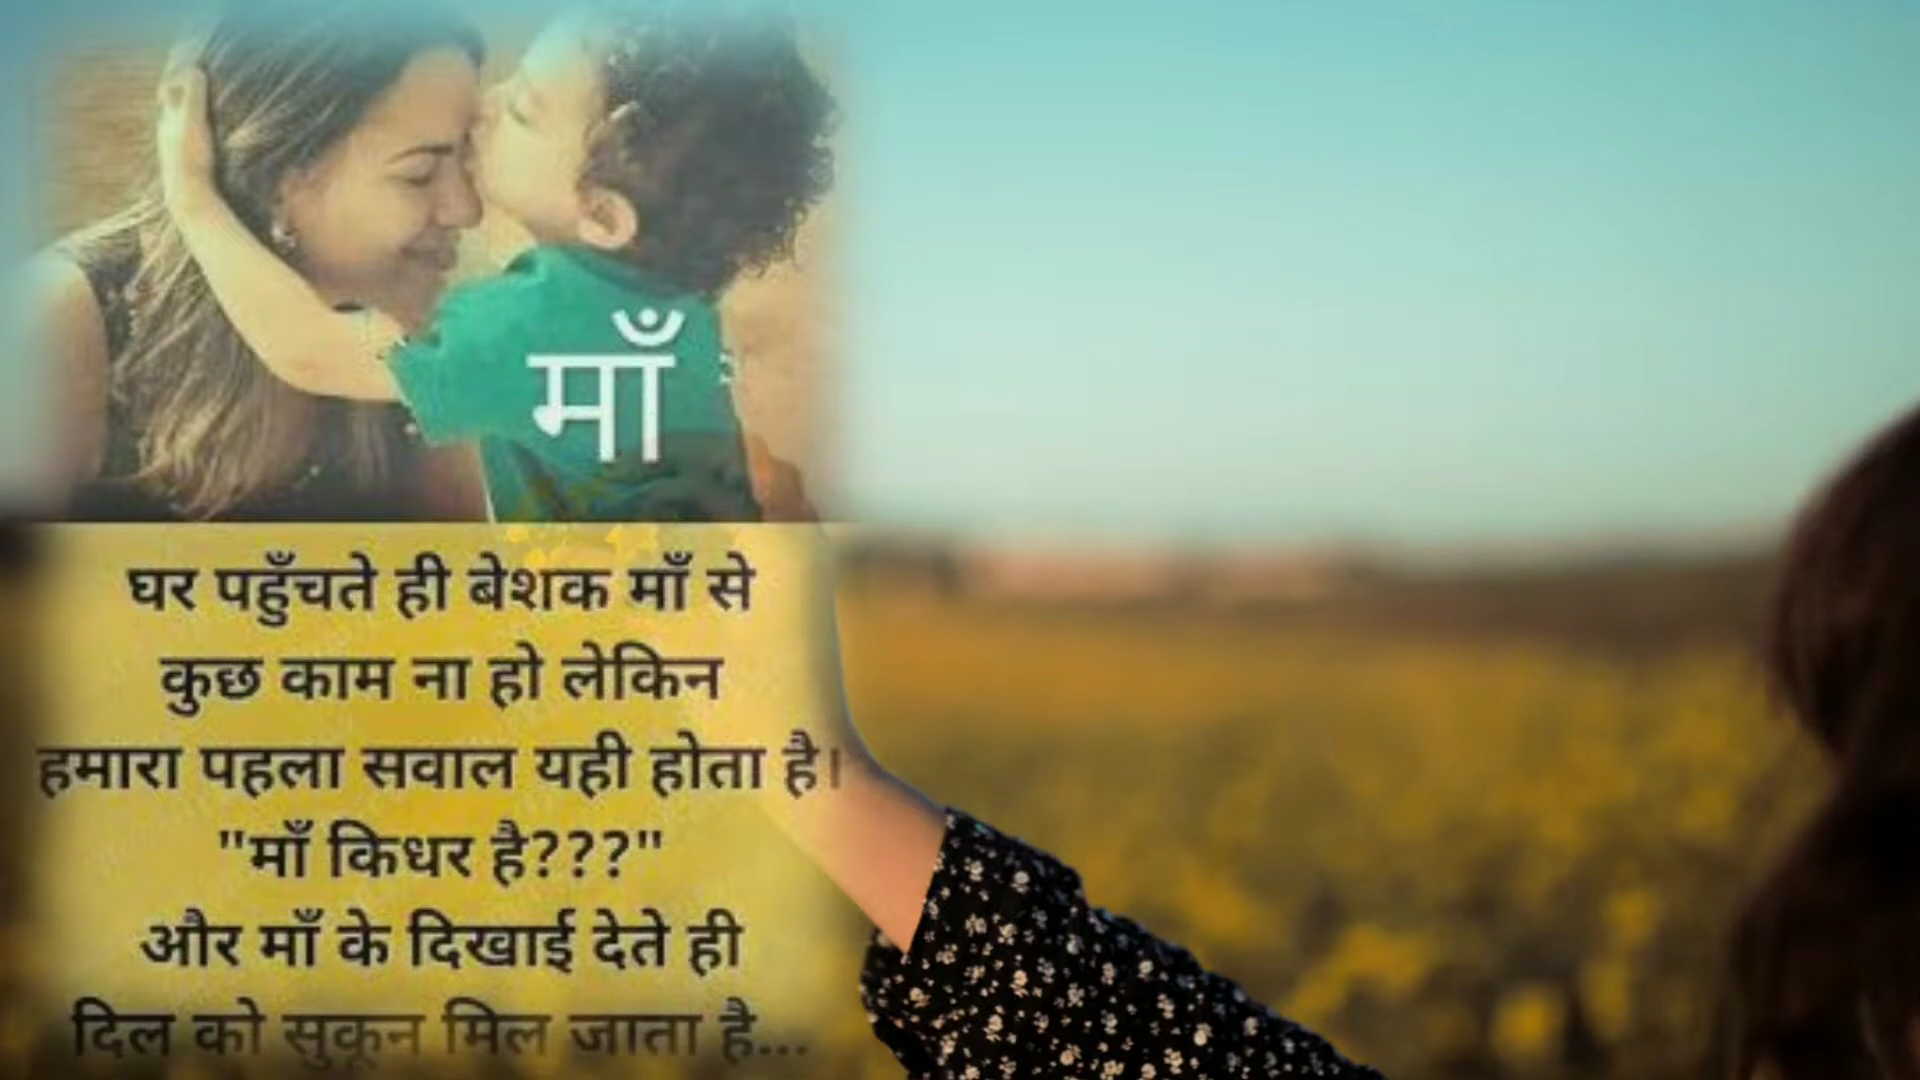 माँ
घर पहुँचते ही बेशक माँ से
कुछ काम ना हो लेकिन
हमारा पहला सवाल यही होता है।
"माँ किधर है???"
और माँ के दिखाई देते ही
दिल को सुकून मिल जाता है...